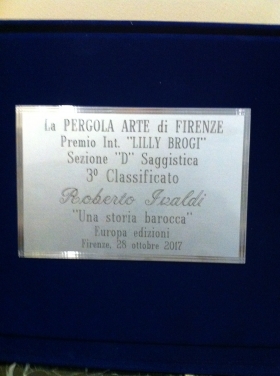 La PERGOLA ARTE di FIRENZE
Premio Int. "LILLY BROGI"
Sezione "D" Saggistica
3° Classificato
Roberto Ivaldi
"Una storia barocca"
Europa edizioni
Firenze, 28 ottobre 2017